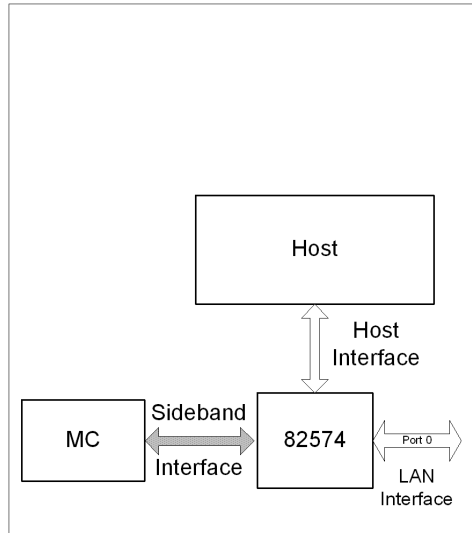 Host
Host
Interface
Sideband
MC
82574
Port 0
Interface
LAN
Interface